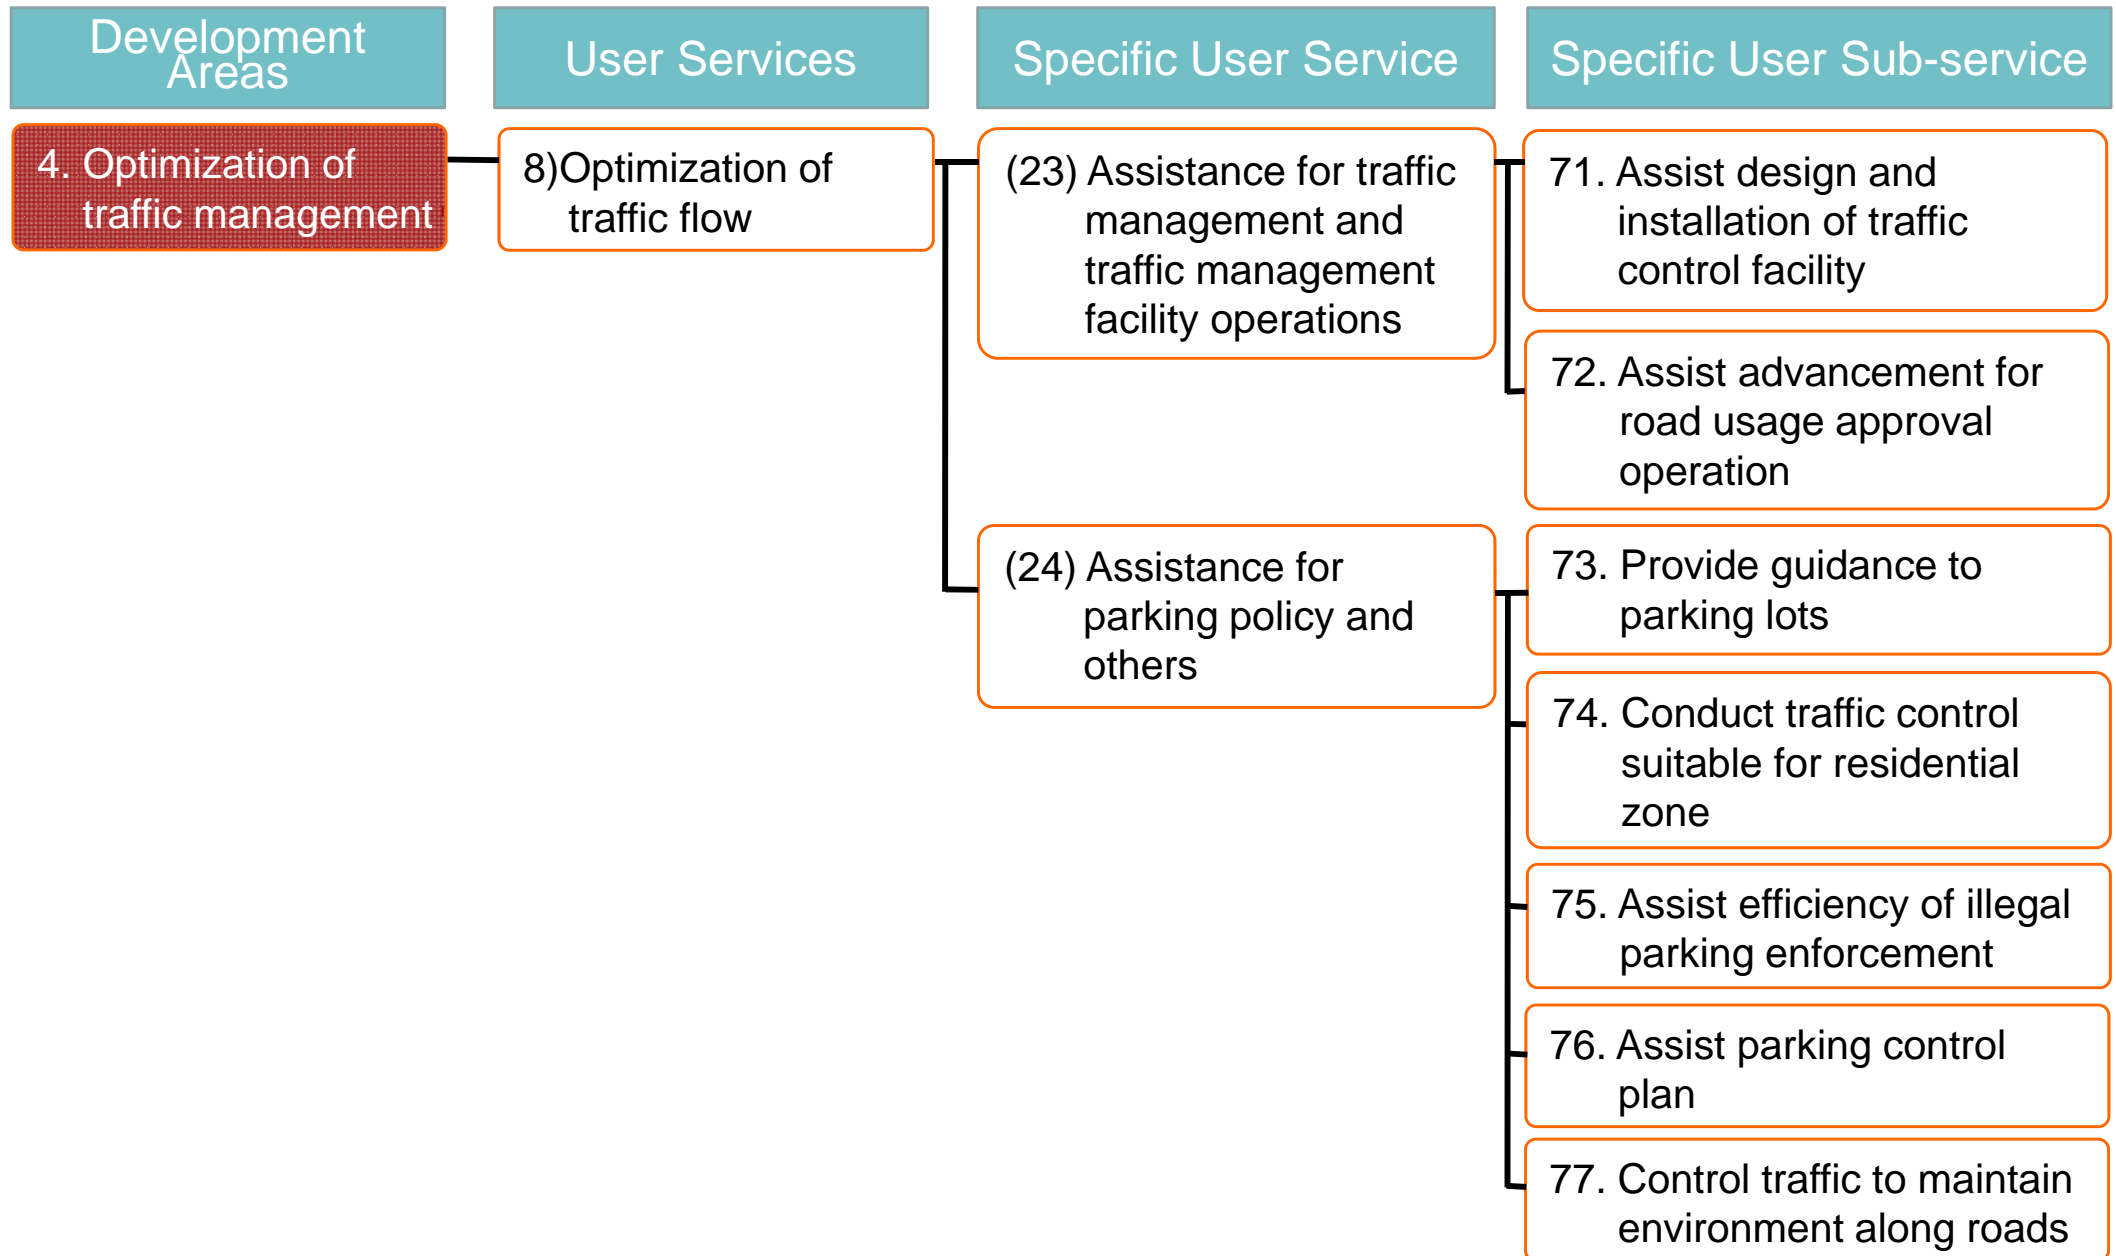 Development
Areas
User Services
Specific User Service
Specific User Sub-service
4. Optimization of
traffic management
8)Optimization of
traffic flow
(23) Assistance for traffic
management and
traffic management
facility operations
71. Assist design and
installation of traffic
control facility
72. Assist advancement for
road usage approval
operation
(24) Assistance for
parking policy and
others
73. Provide guidance to
parking lots
74. Conduct traffic control
suitable for residential
zone
75. Assist efficiency of illegal
parking enforcement
76. Assist parking control
plan
77. Control traffic to maintain
environment along roads